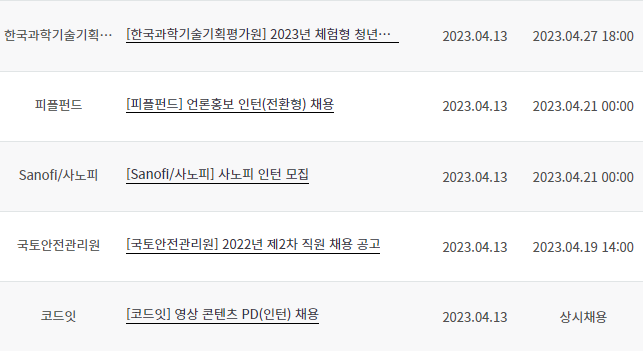 한국과학기술기획… [한국과학기술기획평가원] 2023년 체험형 청년… 2023.04.13 2023.04.27 18:00
피플펀드 [피플펀드] 언론홍보 인턴(전환형) 채용 2023.04.13 2023.04.21 00:00
Sanofi/사노피 [Sanofi/사노피] 사노피 인턴 모집 2023.04.13 2023.04.21 00:00
국토안전관리원 [국토안전관리원] 2022년 제2차 직원 채용 공고 2023.04.13 2023.04.19 14:00
코드잇 [코드잇] 영상 콘텐츠 PD(인턴) 채용 2023.04.13 상시채용